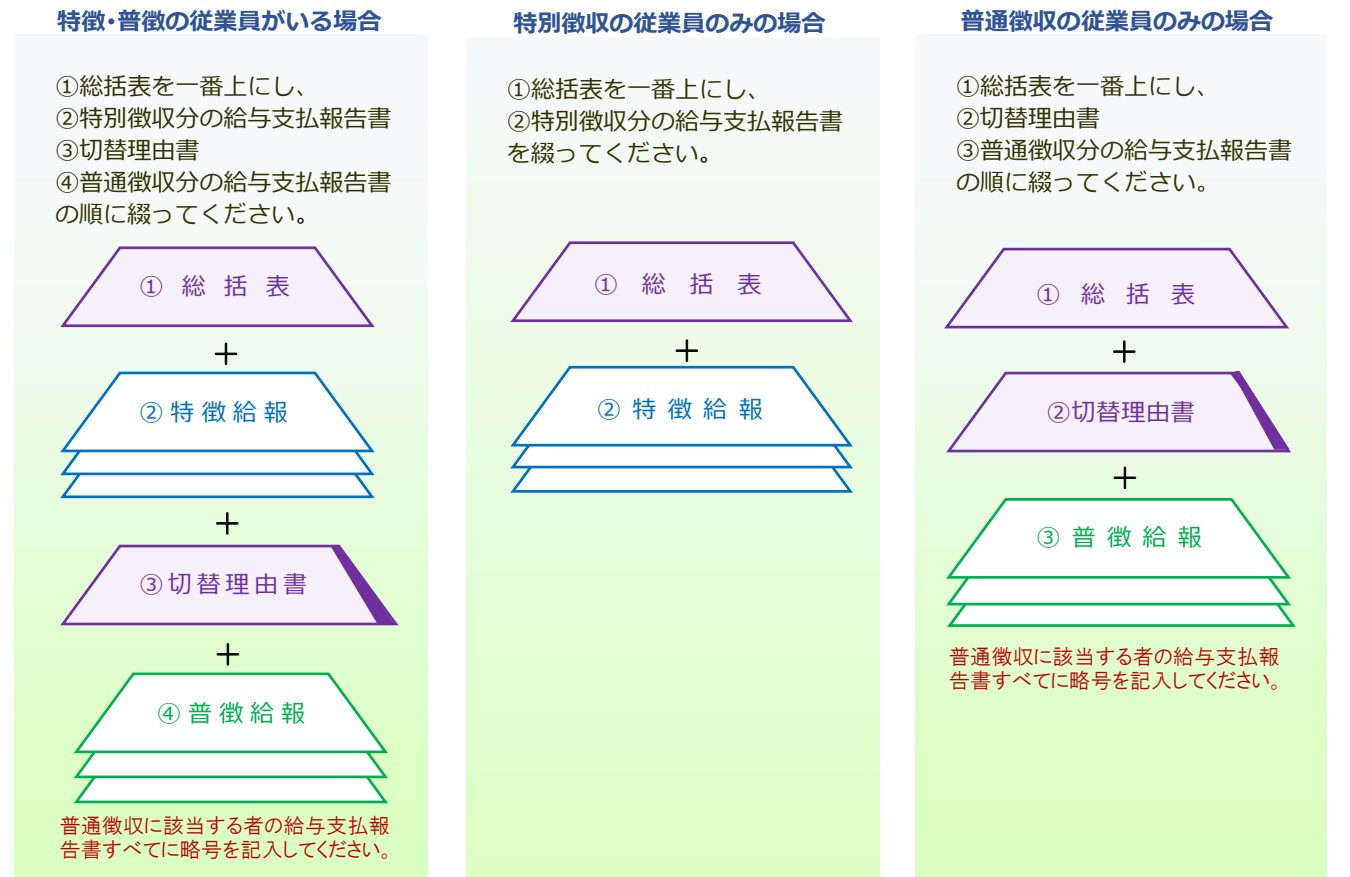 特徴・普徴の従業員がいる場合
①総括表を一番上にし、
②特別徴収分の給与支払報告書
③切替理由書
④普通徴収分の給与支払報告書
の順に綴ってください。
① 総 括 表
＋
② 特 徴 給 報
＋
③切替理由書
＋
④ 普 徴 給 報
普通徴収に該当する者の給与支払報
告書すべてに略号を記入してください。
特別徴収の従業員のみの場合
①総括表を一番上にし、
②特別徴収分の給与支払報告書
を綴ってください。
① 総 括 表
＋
② 特 徴 給 報
普通徴収の従業員のみの場合
①総括表を一番上にし、
②切替理由書
③普通徴収分の給与支払報告書
の順に綴ってください。
① 総 括 表
＋
②切替理由書
＋
③ 普 徴 給 報
普通徴収に該当する者の給与支払報
告書すべてに略号を記入してください。